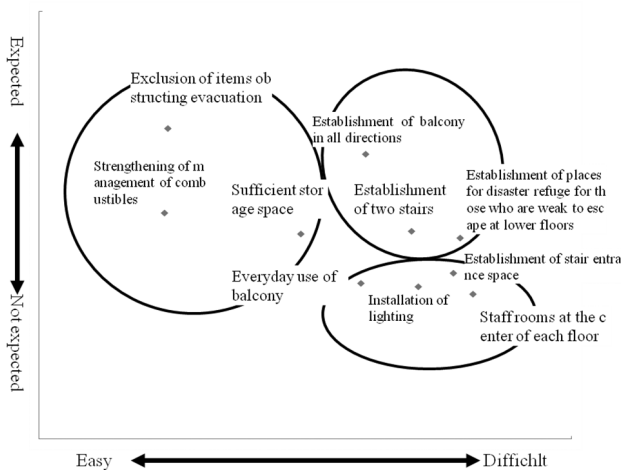 Expected
Not expected
Exclusion of items ob
structing evacuation
Strengthening of m
anagement of comb
ustibles
Sufficient stor
age space
Everyday use of
balcony
Establishment of balcony
in all directions
Establishment
of two stairs
Establishment of places
for disaster refuge for th
ose who are weak to esc
ape at lower floors
Establishment of stair entra
nce space
Installation of
lighting
Staff rooms at the c
enter of each floor
Easy
Diffichlt